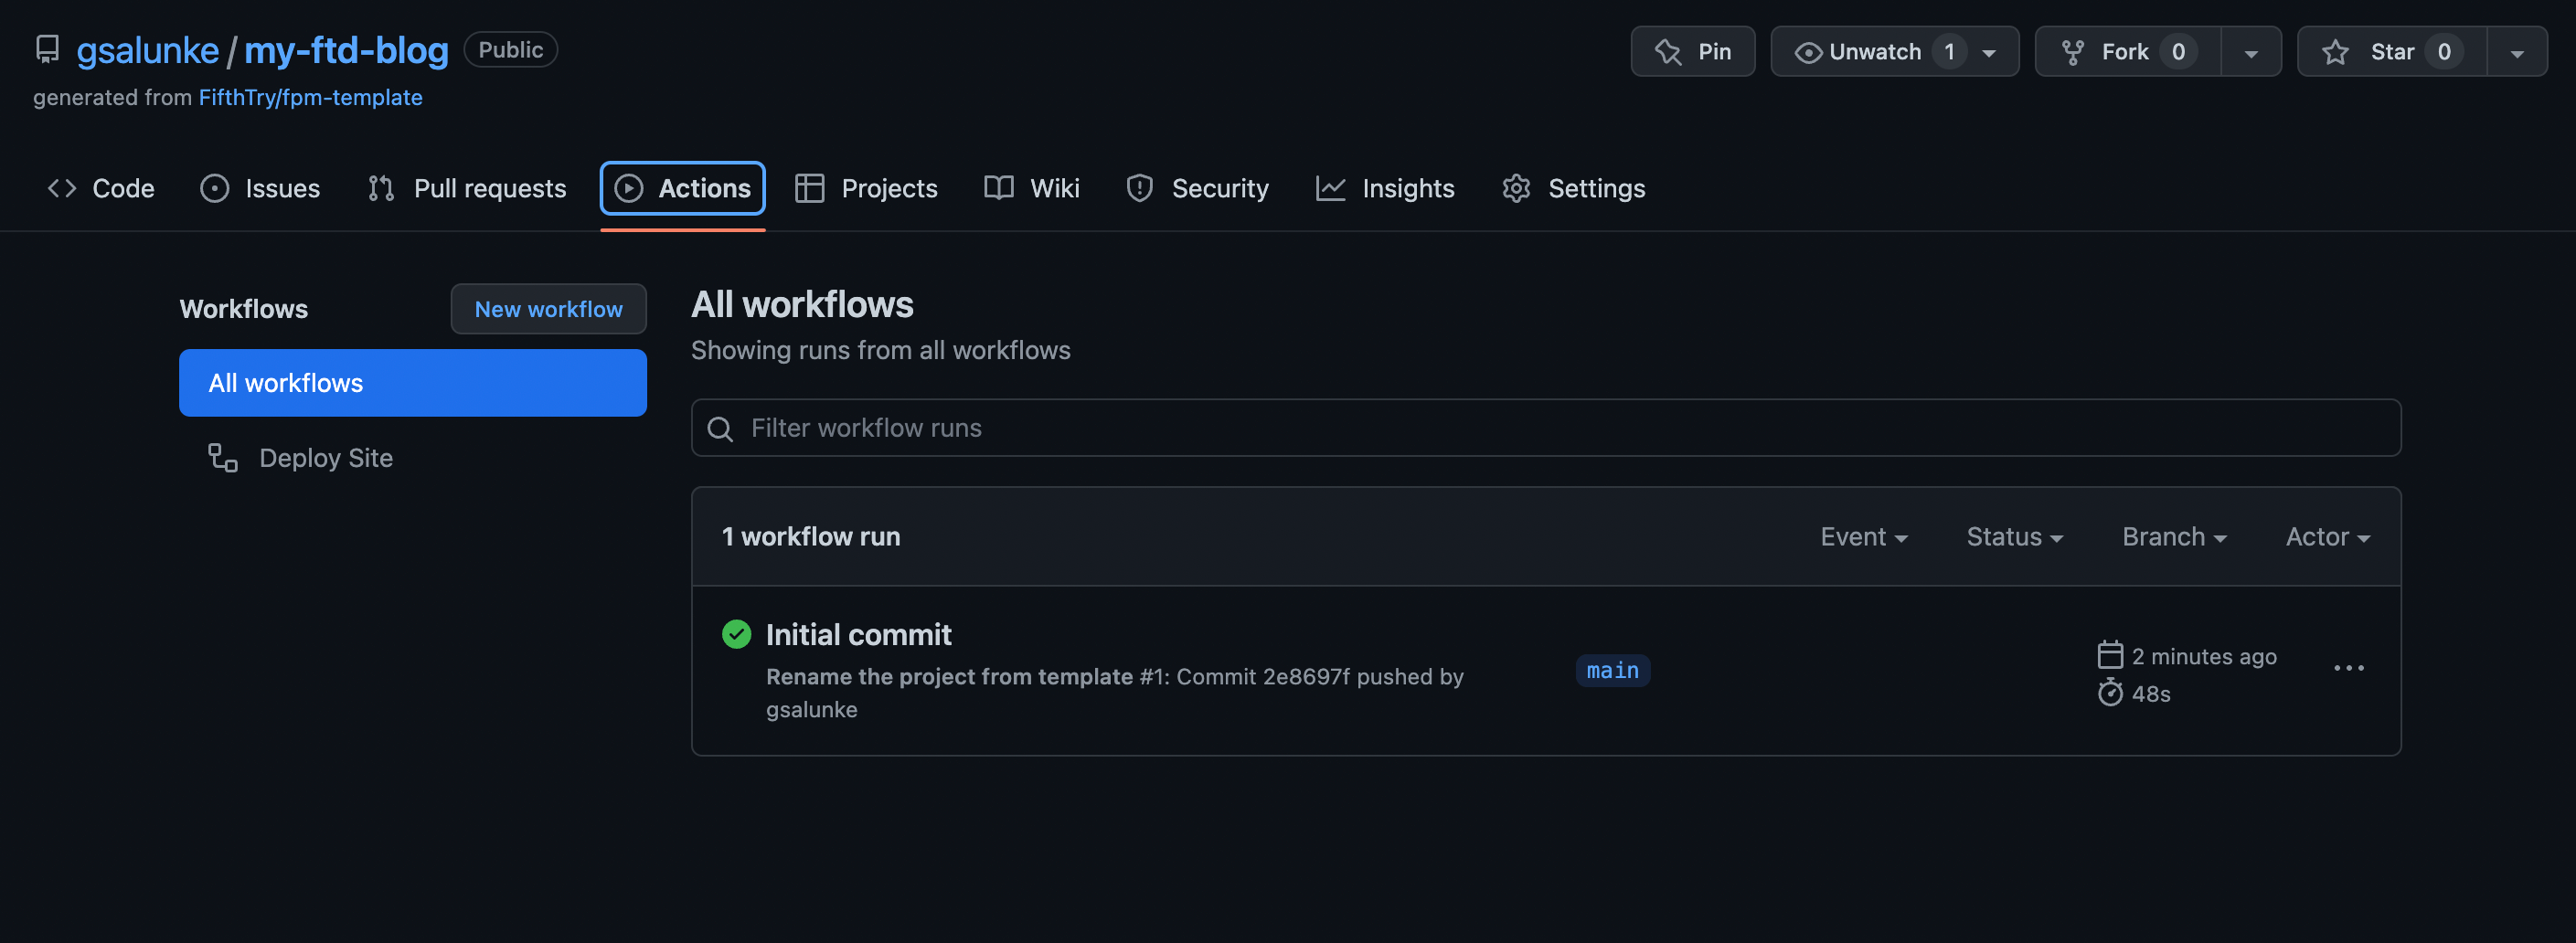 gsalunke / my-ftd-blog Public
Pin
Unwatch 1
Fork 0
Star 0
generated from FifthTry/fpm-template
Code
Issues
Pull requests
Actions
Projects
Wiki
Security
Insights
Settings
Workflows
New workflow
All workflows
Deploy Site
All workflows
Showing runs from all workflows
Filter workflow runs
1 workflow run
Event
Status
Branch
Actor
Initial commit
Rename the project from template #1: Commit 2e8697f pushed by
gsalunke
main
2 minutes ago
48s